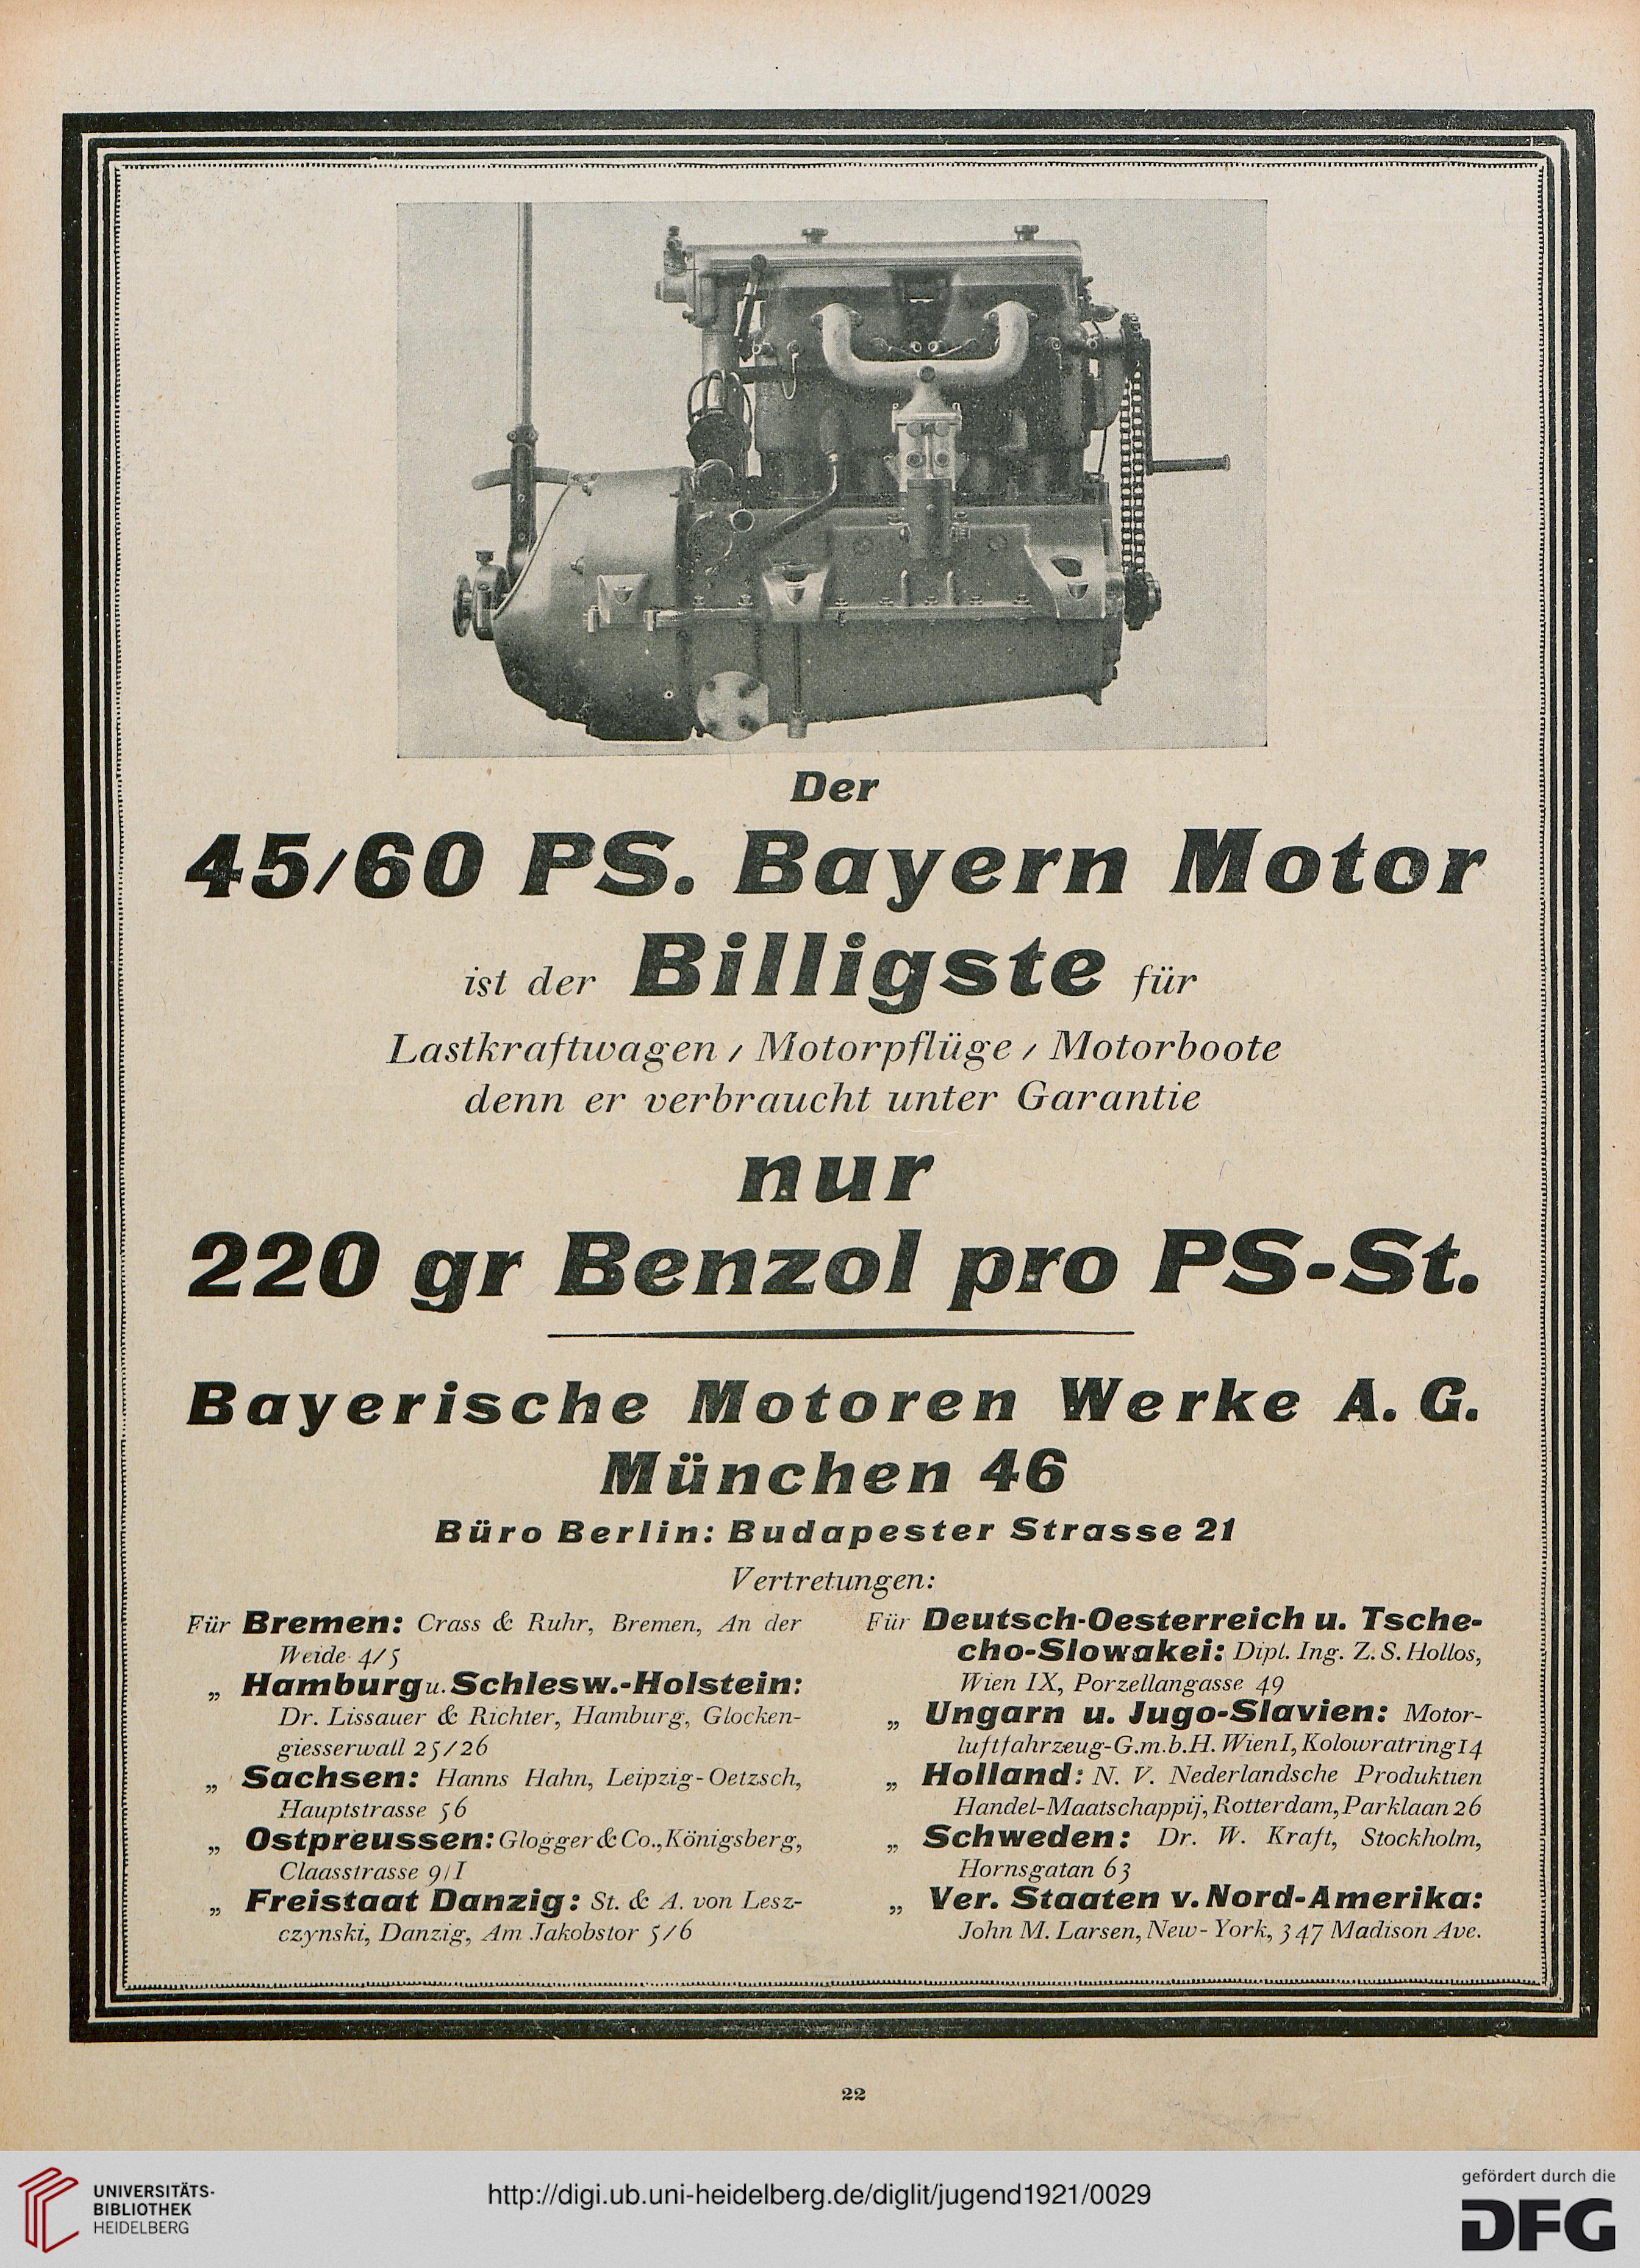 Der
45/60 PS. Bayern Motor
ist der Billigste für
Lastkraftwagen / Motorpflüge / Motorboote
denn er verbraucht unter Garantie
nur
220 gr Benzol pro PS-St.
Bayerische Motoren Werke A. G.
München 46
Büro Berlin: Budapester Strasse 21
Vertretungen:
Für Bremen: Crass & Ruhr, Bremen, An der
Weide 4/5
„ Hamburg u. Schlesw.-Holstein:
Dr. Lissauer & Richter, Hamburg, Glocken-
giesserwall 25/26
„ Sachsen: Hanns Hahn, Leipzig-Oetzsch,
Hauptstrasse 56
„ Ostpreussen: Glogger & Co., Königsberg,
Claasstrasse 9/I
„ Freistaat Danzig: St. & A. von Lesz-
czynski, Danzig, Am Jakobstor 5/6
Für Deutsch-Oesterreich u. Tsche-
cho-Slowakei: Dipl. Ing. Z. S. Hollos,
Wien IX, Porzellangasse 49
„ Ungarn u. Jugo-Slavien: Motor-
luftfahrzeug-G.m.b.H. Wien I, Kolowratring 14
„ Holland: N. V. Nederlandsche Produktien
Handel-Maatschappij, Rotterdam, Parklaan 26
„ Schweden: Dr. W. Kraft, Stockholm,
Hornsgatan 63
„ Ver. Staaten v. Nord-Amerika:
John M. Larsen, New-York, 347 Madison Ave.
22
UNIVERSITÄTS-
BIBLIOTHEK
HEIDELBERG
http://digi.ub.uni-heidelberg.de/diglit/jugend1921/0029
gefördert durch die
DFG